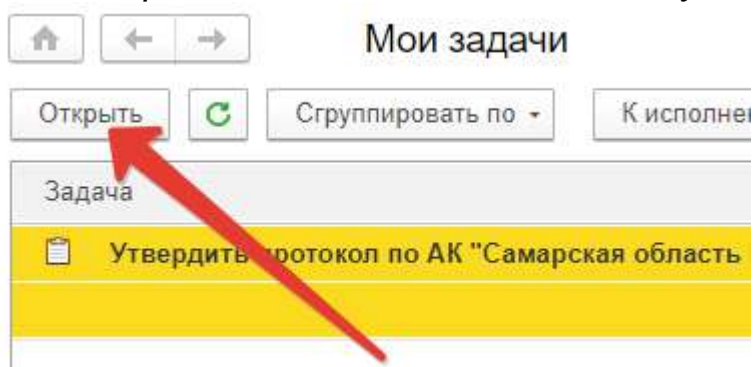 Мои задачи
Открыть Сгруппировать по К исполне
Задача
Утвердить протокол по АК "Самарская область